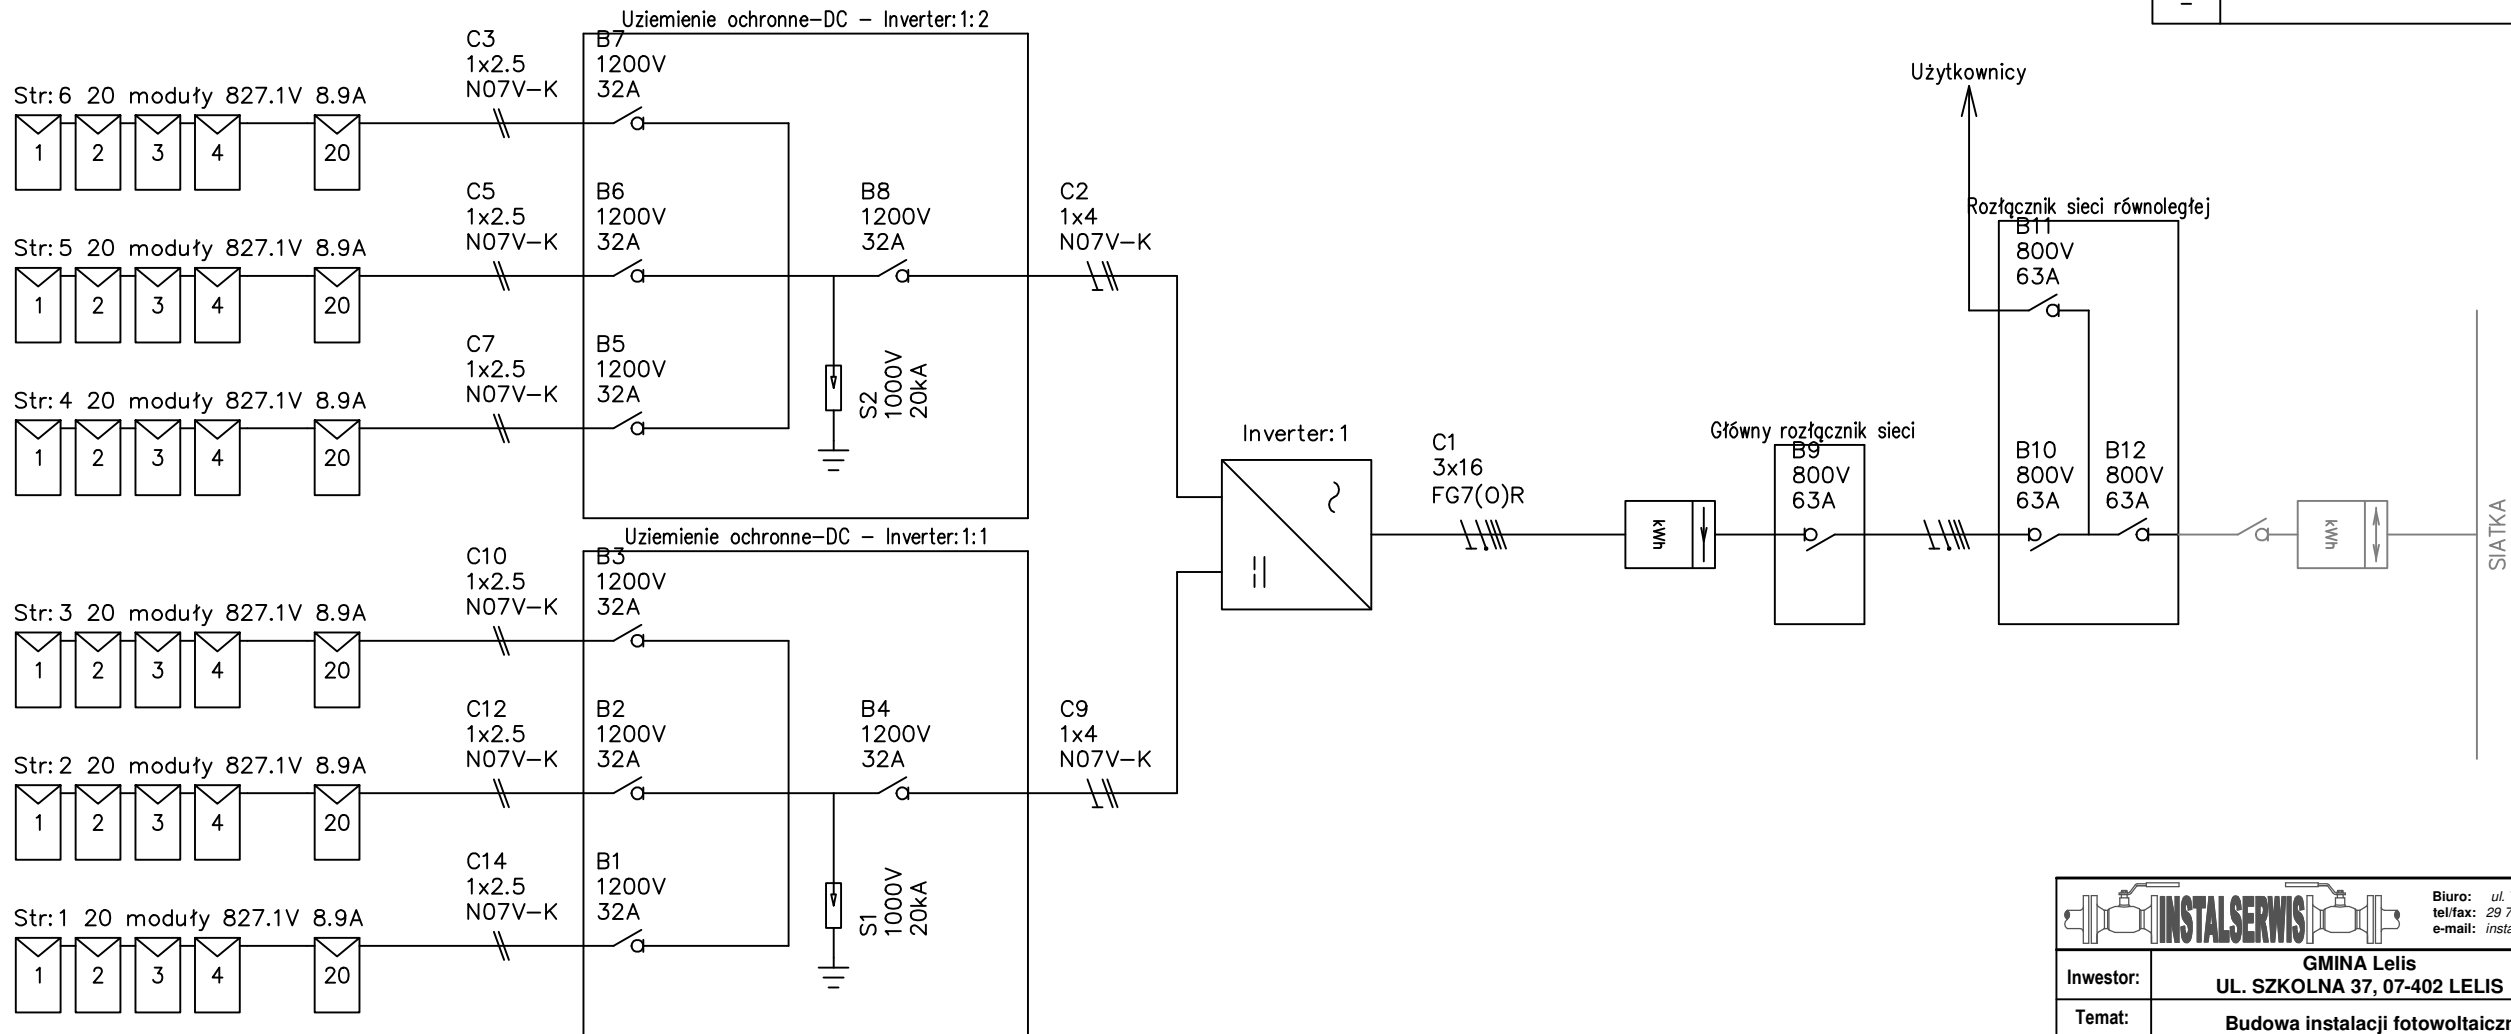 Uziemienie ochronne-DC - Inverter:1:2
C3
1x2.5
N07V-K
B7
1200V
32A
Str:6 20 moduły 827.1V 8.9A
1 2 3 4 20
C5
1x2.5
N07V-K
B6
1200V
32A
B8
1200V
32A
C2
1x4
N07V-K
Str:5 20 moduły 827.1V 8.9A
1 2 3 4 20
C7
1x2.5
N07V-K
B5
1200V
32A
S2
1000V
20kA
Str:4 20 moduły 827.1V 8.9A
1 2 3 4 20
Uziemienie ochronne-DC - Inverter:1:1
C10
1x2.5
N07V-K
B3
1200V
32A
Str:3 20 moduły 827.1V 8.9A
1 2 3 4 20
C12
1x2.5
N07V-K
B2
1200V
32A
B4
1200V
32A
C9
1x4
N07V-K
Str:2 20 moduły 827.1V 8.9A
1 2 3 4 20
C14
1x2.5
N07V-K
B1
1200V
32A
S1
1000V
20kA
Str:1 20 moduły 827.1V 8.9A
1 2 3 4 20
Inverter:1
C1
3x16
FG7(O)R
kWh
Główny rozłącznik sieci
B9
800V
63A
Użytkownicy
Rozłącznik sieci równoległej
B11
800V
63A
B10
800V
63A
B12
800V
63A
kWh
SIATKA
INSTALSERWIS
Biuro: ul.
tel/fax: 29 7
e-mail: insta
Inwestor:
GMINA Lelis
UL. SZKOLNA 37, 07-402 LELIS
Temat:
Budowa instalacji fotowoltaiczn